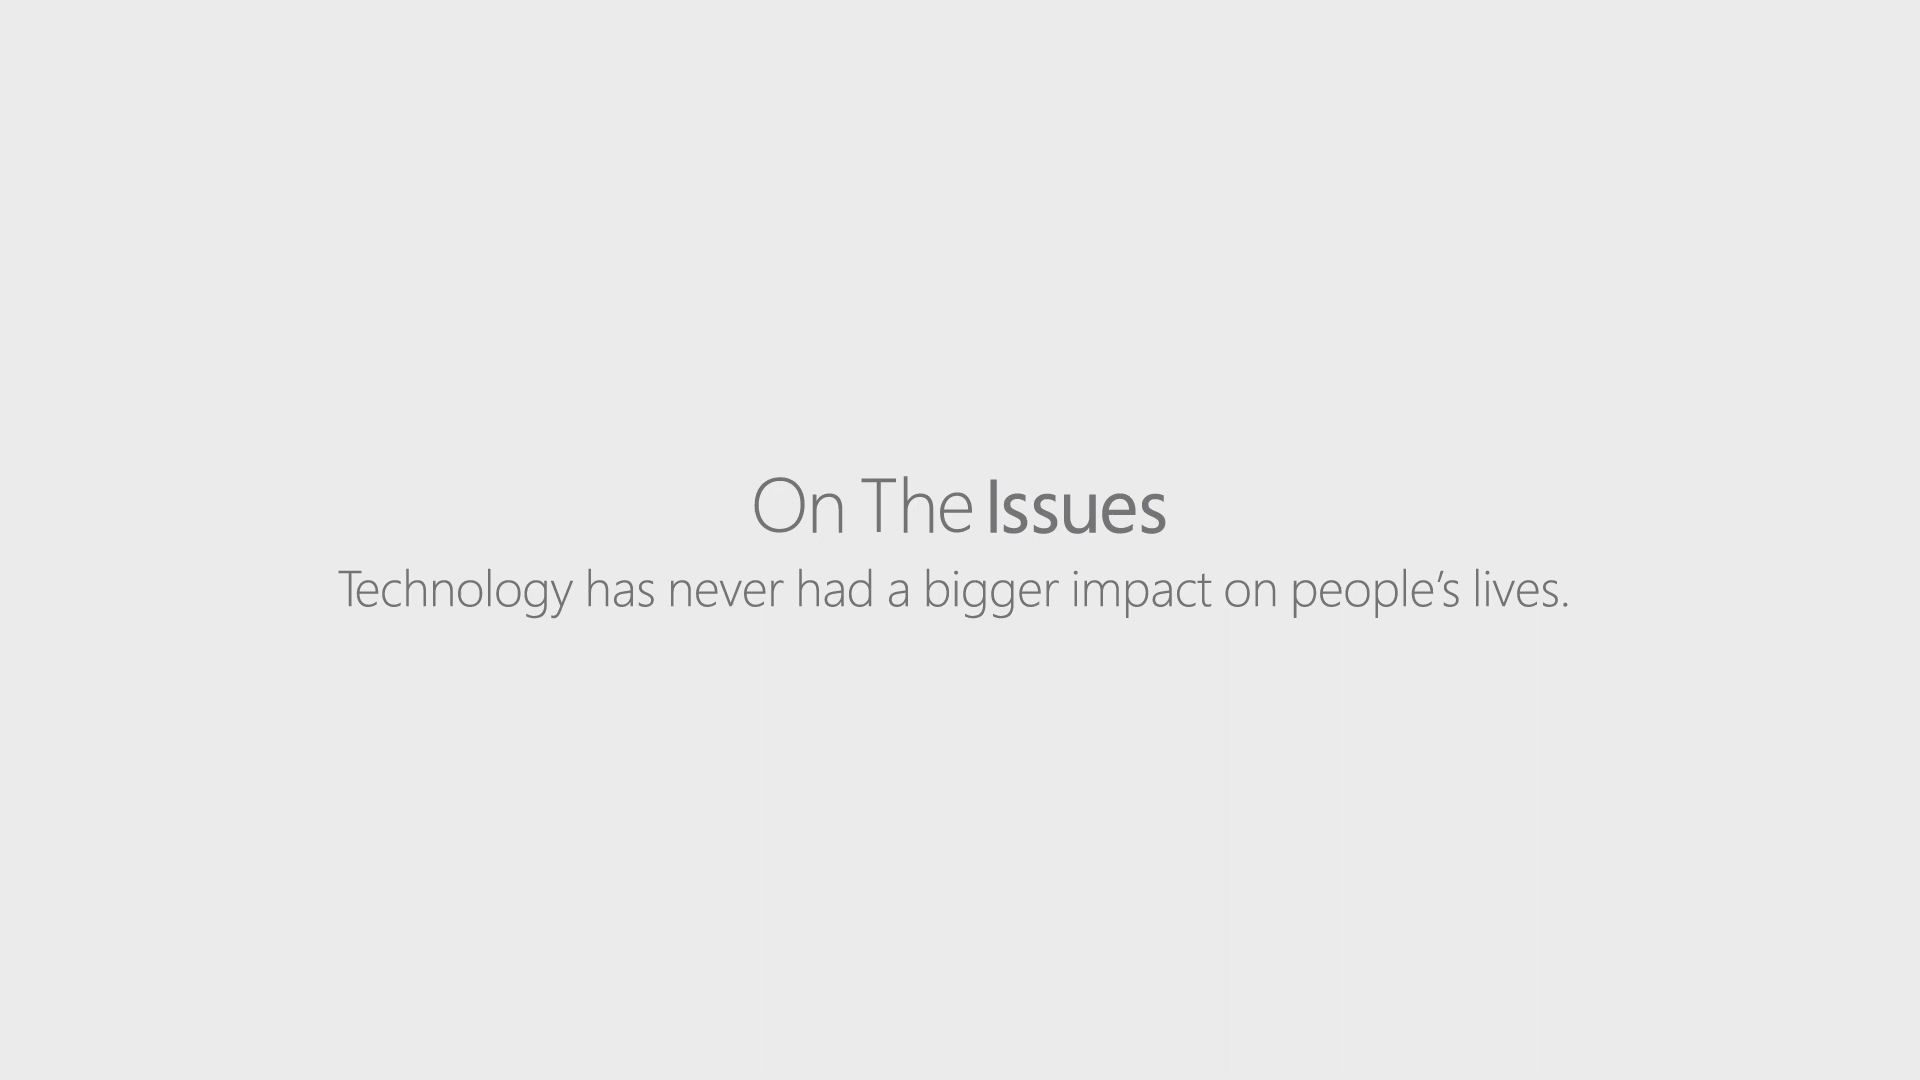 On The Issues
Technology has never had a bigger impact on people’s lives.